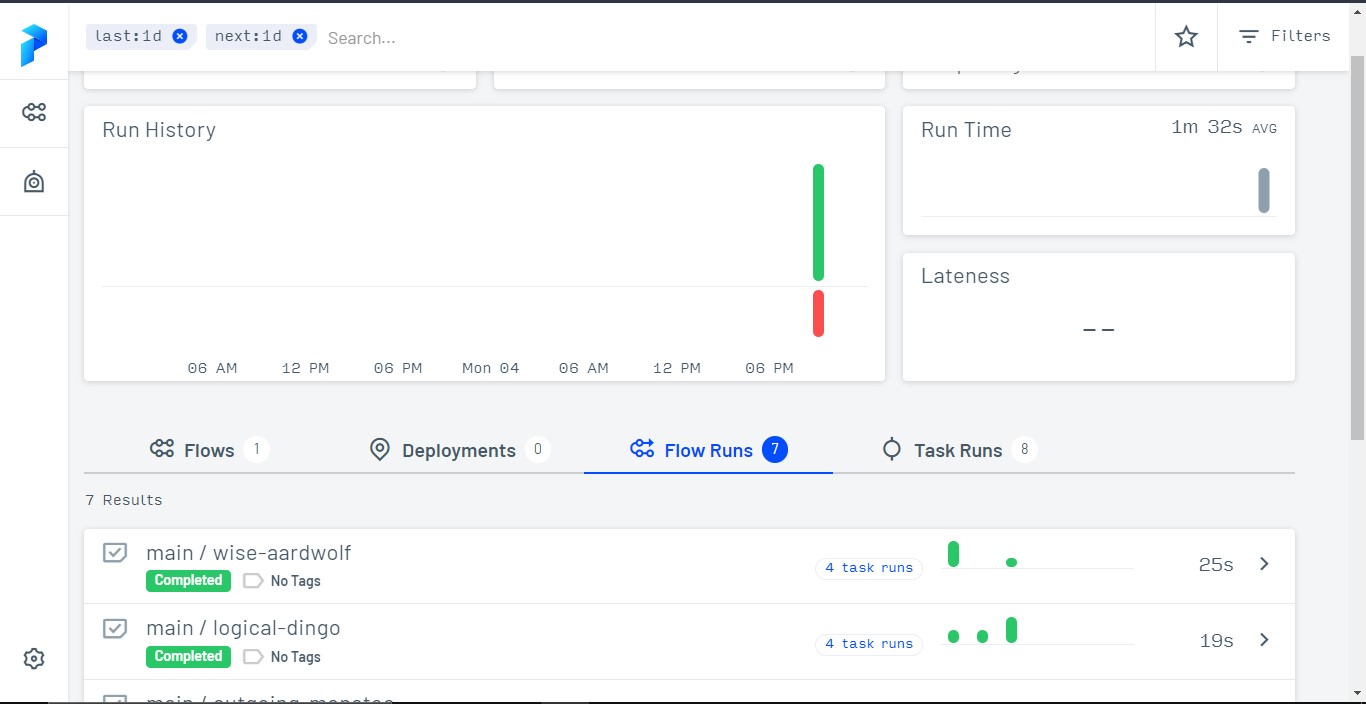 last:1d next:1d Search... Filters
Run History
06 AM 12 PM 06 PM Mon 04 06 AM 12 PM 06 PM
Run Time 1m 32s AVG
Lateness
--
Flows 1 Deployments 0 Flow Runs 7 Task Runs 8
7 Results
main / wise-aardwolf
Completed No Tags
4 task runs 25s
main / logical-dingo
Completed No Tags
4 task runs 19s
main /